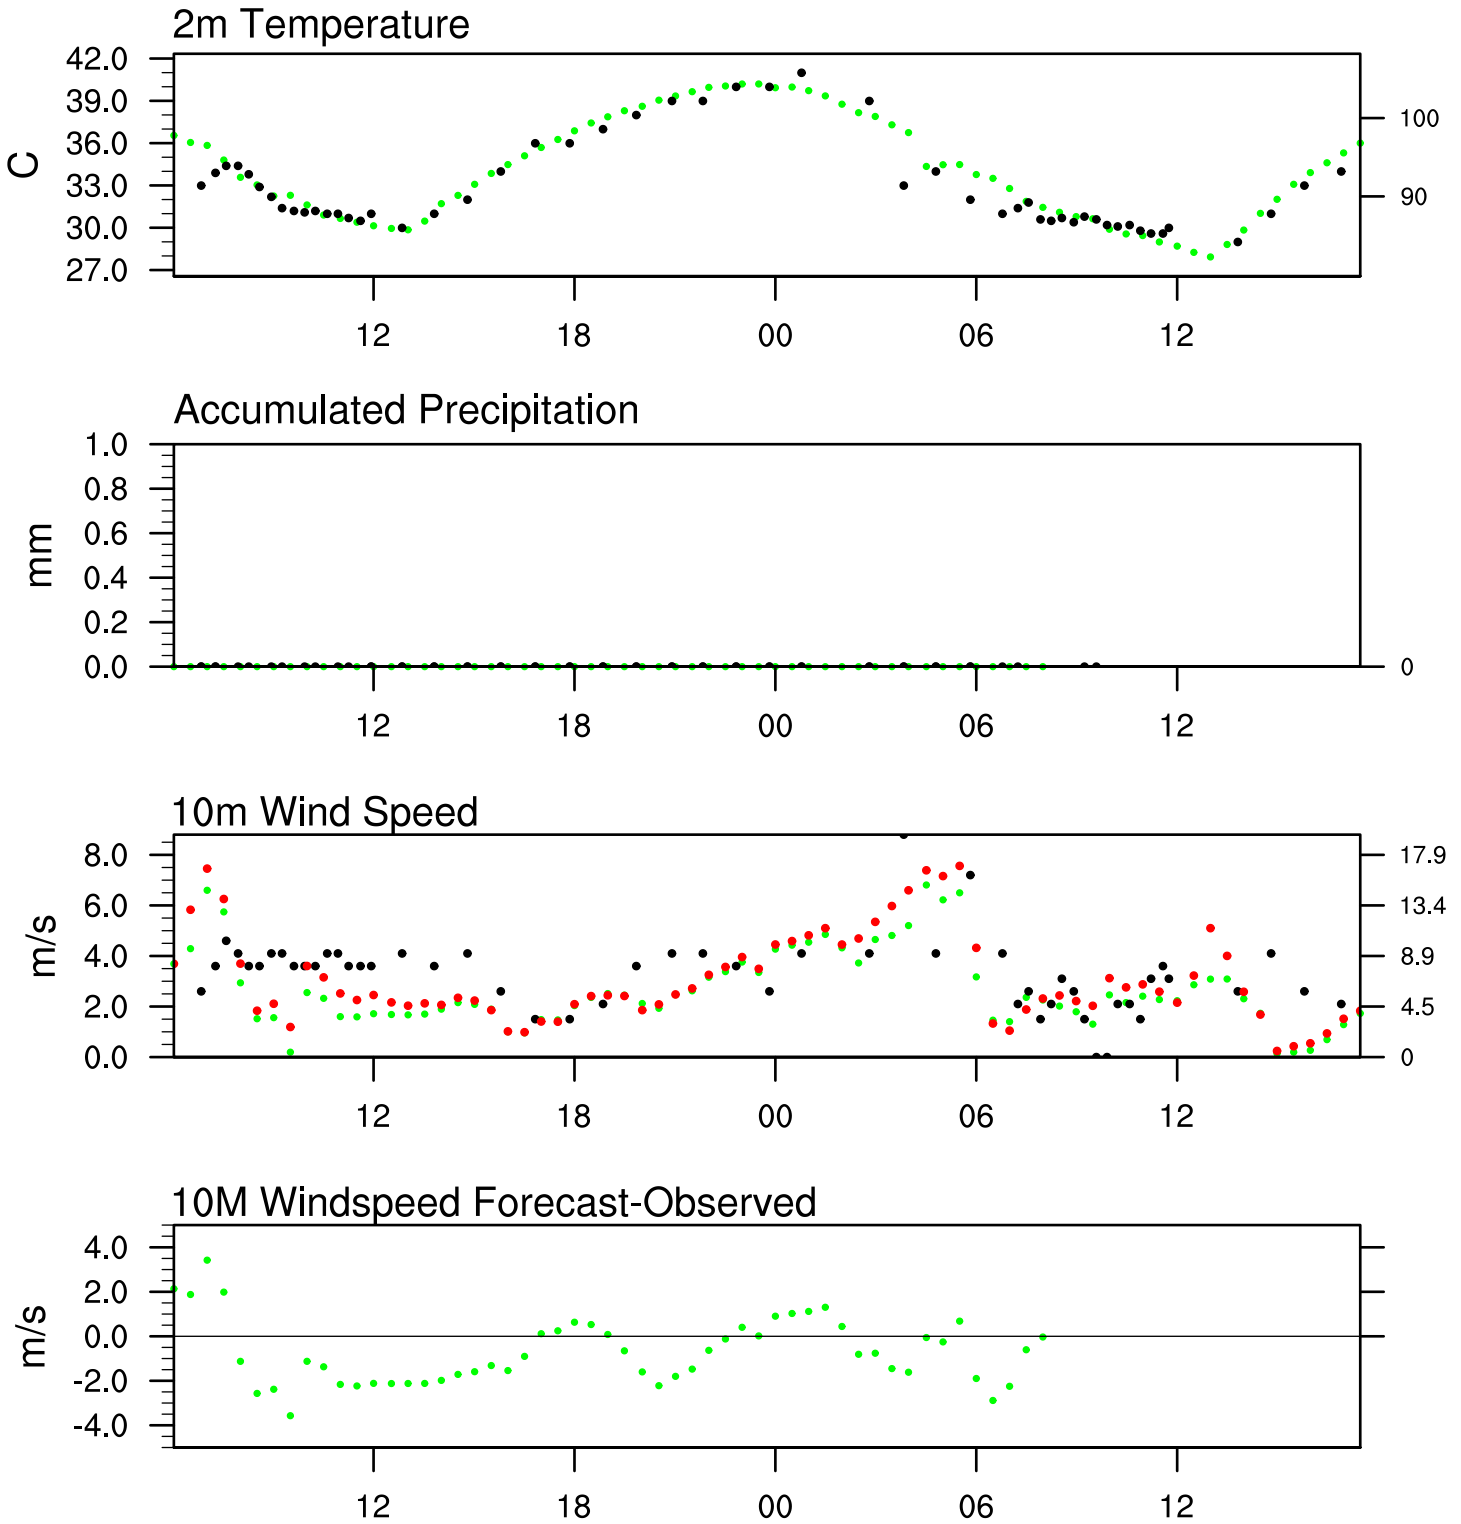 2m Temperature
42.0
39.0
36.0
33.0
30.0
27.0
C
100
90
12 18 00 06 12
Accumulated Precipitation
1.0
0.8
0.6
0.4
0.2
0.0
mm
0
12 18 00 06 12
10m Wind Speed
8.0
6.0
4.0
2.0
0.0
m/s
17.9
13.4
8.9
4.5
0
12 18 00 06 12
10M Windspeed Forecast-Observed
4.0
2.0
0.0
-2.0
-4.0
m/s
12 18 00 06 12